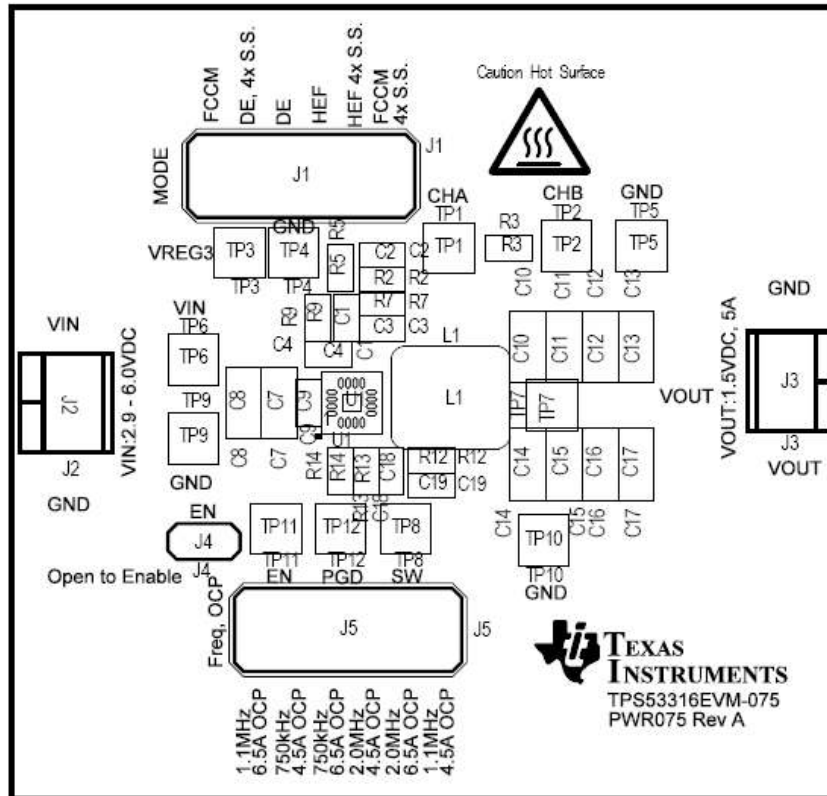 FCCM
DE, 4x S.S.
DE
HEF
HEF 4x S.S.
FCCM
4x S.S.
Caution Hot Surface
MODE
J1
J1
CHA
TP1
TP1
R3
R3
CHB
TP2
TP2
GND
TP5
TP5
VREG3
TP3
TP3
GND
TP4
TP4
R5
R5
C2
C2
R2
R2
R7
R7
C3
C3
R9
R9
C1
C1
C4
C4
C10
C11
C12
C13
C10
C11
C12
C13
VIN
J2
J2
GND
VIN:2.9 - 6.0VDC
VIN
TP6
TP6
TP9
TP9
GND
C8
C7
C8
C7
C9
C9
U1
L1
L1
TP7
TP7
VOUT
VOUT:1.5VDC, 5A
GND
J3
J3
VOUT
R14
R14
R13
R13
C18
C18
R12
R12
C19
C19
C14
C15
C16
C17
C14
C15
C16
C17
EN
J4
J4
Open to Enable
TP11
TP11
EN
TP12
TP12
PGD
TP8
TP8
SW
TP10
TP10
GND
Freq, OCP
J5
J5
1.1MHz
6.5A OCP
750kHz
4.5A OCP
750kHz
6.5A OCP
2.0MHz
4.5A OCP
2.0MHz
6.5A OCP
1.1MHz
4.5A OCP
TEXAS
INSTRUMENTS
TPS53316EVM-075
PWR075 Rev A